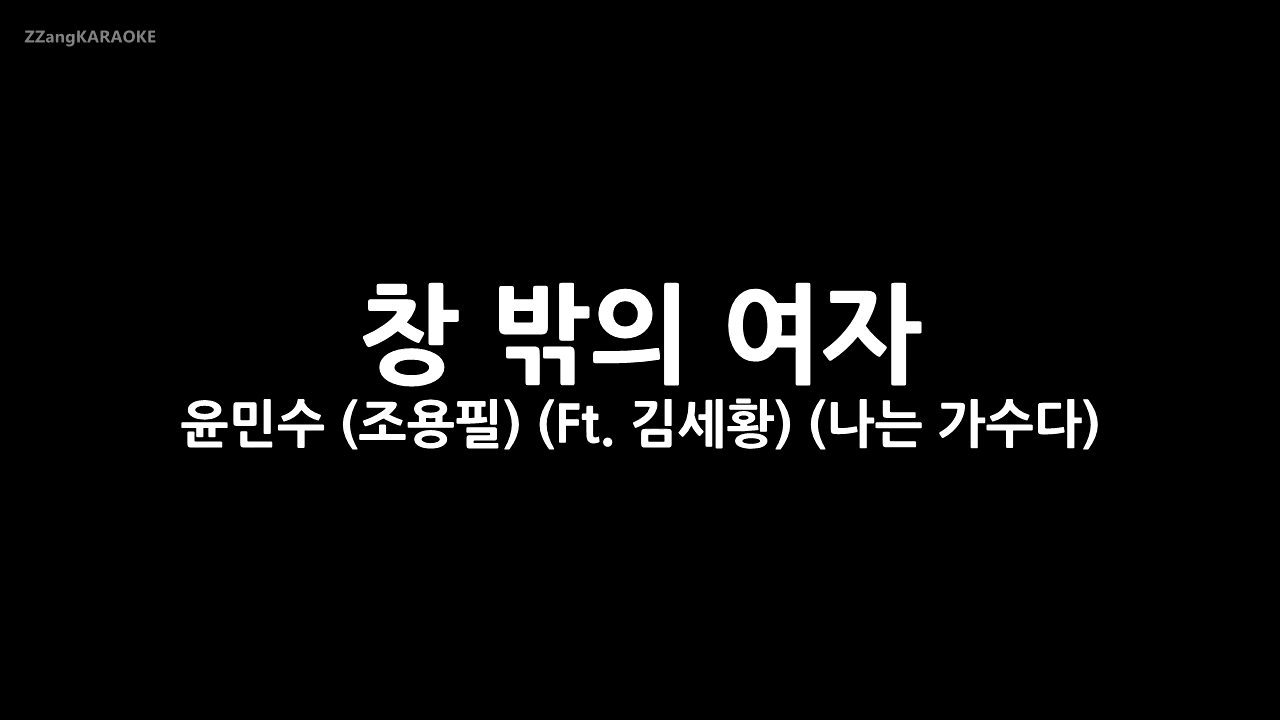 ZZangKARAOKE
창 밖의 여자
윤민수 (조용필) (Ft. 김세황) (나는 가수다)